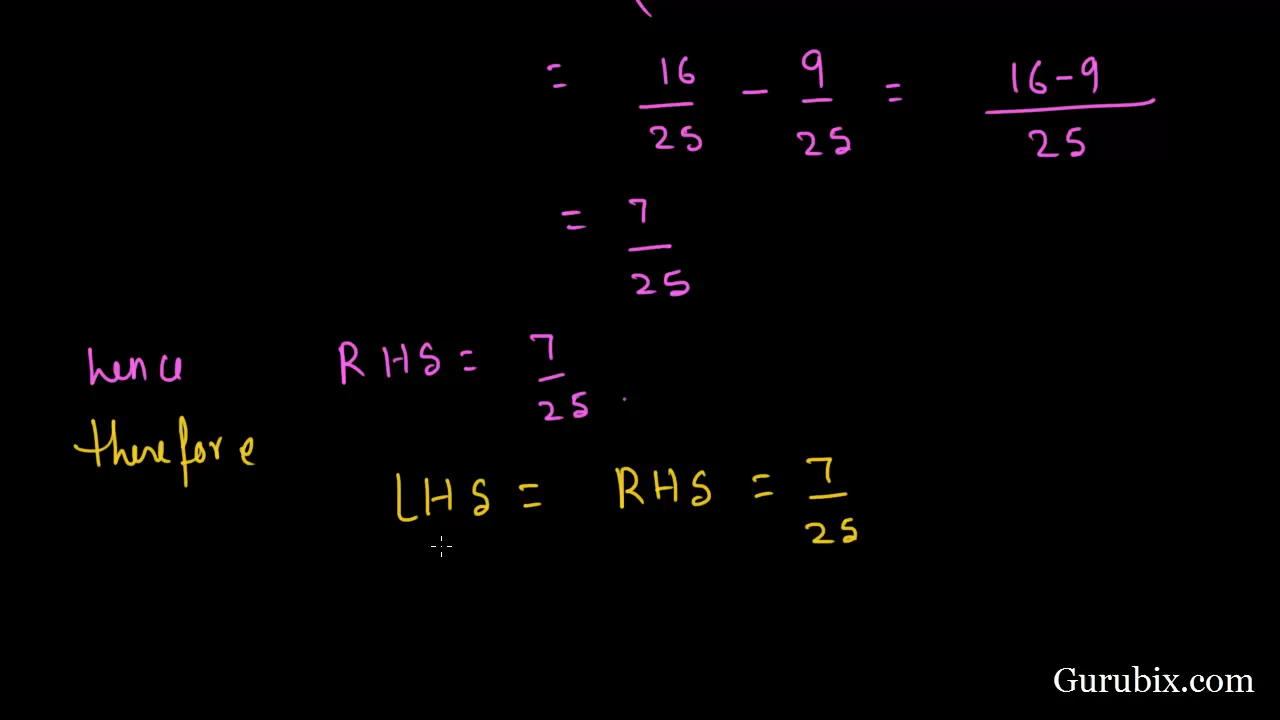 = 16/25 - 9/25 = 16-9/25
= 7/25
hence RHS = 7/25 .
therefore
LHS = RHS = 7/25
Gurubix.com